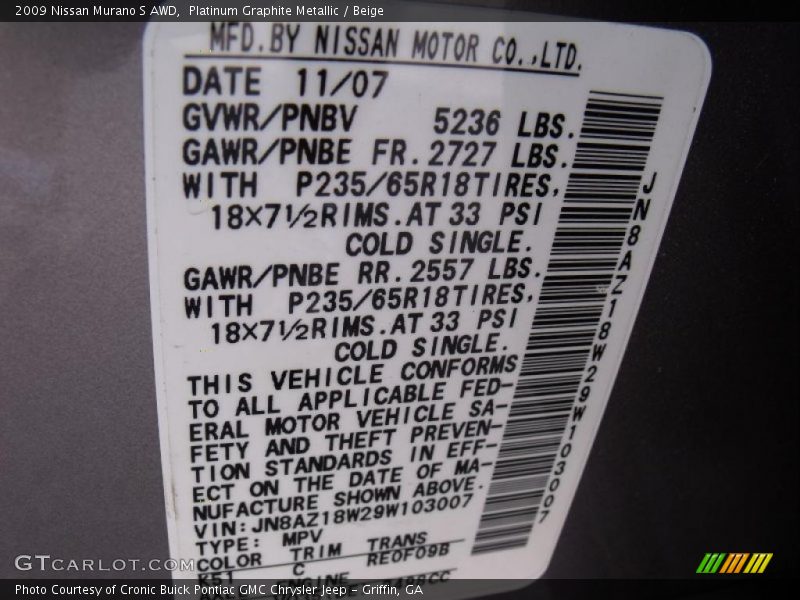 2009 Nissan Murano S AWD, Platinum Graphite Metallic / Beige
MFD.BY NISSAN MOTOR CO.,LTD.
DATE 11/07
GVWR/PNBV 5236 LBS.
GAWR/PNBE FR. 2727 LBS.
WITH P235/65R18TIRES,
18X7½RIMS.AT 33 PSI
COLD SINGLE.
GAWR/PNBE RR. 2557 LBS.
WITH P235/65R18TIRES,
18X7½RIMS.AT 33 PSI
COLD SINGLE.
THIS VEHICLE CONFORMS
TO ALL APPLICABLE FED-
ERAL MOTOR VEHICLE SA-
FETY AND THEFT PREVEN-
TION STANDARDS IN EFF-
ECT ON THE DATE OF MA-
NUFACTURE SHOWN ABOVE.
VIN:JN8AZ18W29W103007
TYPE: MPV
COLOR TRIM TRANS
K51 C RE0F09B
ENGINE
JN8AZ18W29W103007
GTcarlot.com
Photo Courtesy of Cronic Buick Pontiac GMC Chrysler Jeep - Griffin, GA